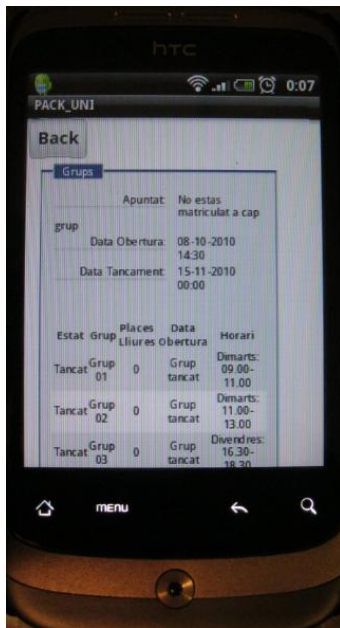 htc
0:07
PACK_UNI
Back
Grups
Apuntat: No estas
matriculat a cap
grup
Data Obertura: 08-10-2010
14:30
Data Tancament: 15-11-2010
00:00
Estat Grup Places Lliures Data Obertura Horari
Tancat Grup 01 0 Grup tancat Dimarts: 09.00-11.00
Tancat Grup 02 0 Grup tancat Dimarts: 11.00-13.00
Tancat Grup 03 0 Grup tancat Divendres: 16.30-18.30
MENU